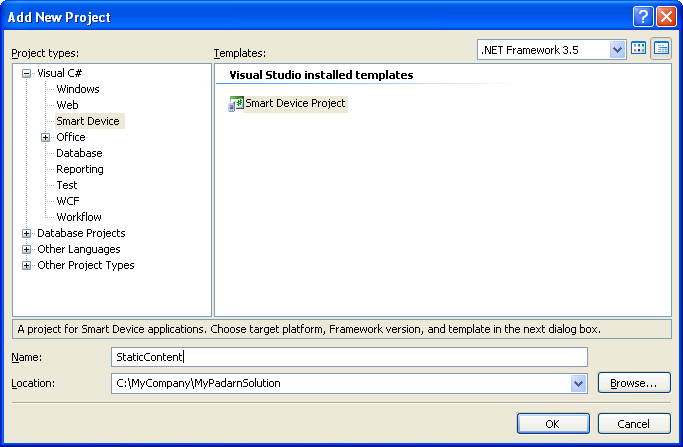 Add New Project
Project types:
Templates:
.NET Framework 3.5
Visual C#
Windows
Web
Smart Device
Office
Database
Reporting
Test
WCF
Workflow
Database Projects
Other Languages
Other Project Types
Visual Studio installed templates
Smart Device Project
A project for Smart Device applications. Choose target platform, Framework version, and template in the next dialog box.
Name:
StaticContent
Location:
C:\MyCompany\MyPadarnSolution
Browse...
OK
Cancel